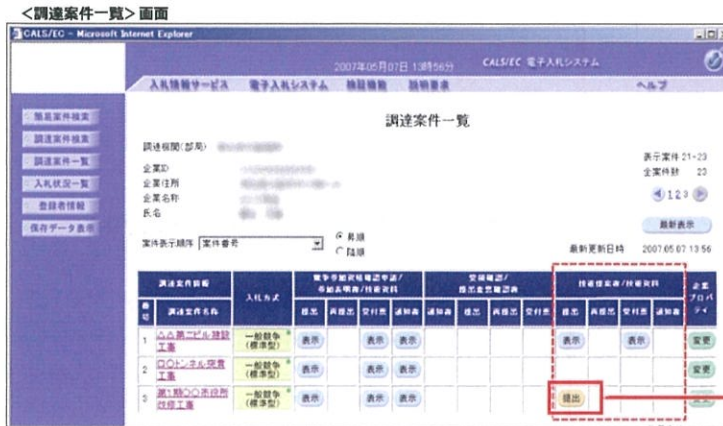 <調達案件一覧>画面
CALS/EC - Microsoft Internet Explorer
2007年05月07日 13時56分 CALS/EC 電子入札システム
入札情報サービス 電子入札システム 検証機能 説明要求 ヘルプ
簡易案件検索
調達案件検索
調達案件一覧
入札状況一覧
登録者情報
保存データ表示
調達案件一覧
調達機関(部局)
企業ID
企業住所
企業名称
氏名
表示案件 21-23
全案件数 23
1 2 3
最新表示
案件表示順序 案件番号
昇順
降順
最新更新日時 2007.05.07 13:56
調達案件情報 入札方式 競争参加資格確認申請/参加表明書/技術資料 受領確認/提出意思確認書 技術提案書/技術資料 企業プロパティ
番号 調達案件名称 提出 再提出 受付票 通知書 通知書 提出 再提出 受付票 提出 再提出 受付票 通知書
1 △△第二ビル建設工事 一般競争(標準型) 表示 表示 表示 表示 表示 変更
2 口〇トンネル突貫工事 一般競争(標準型) 表示 表示 表示 変更
3 第1期〇〇市役所改修工事 一般競争(標準型) 表示 表示 表示 提出 変更